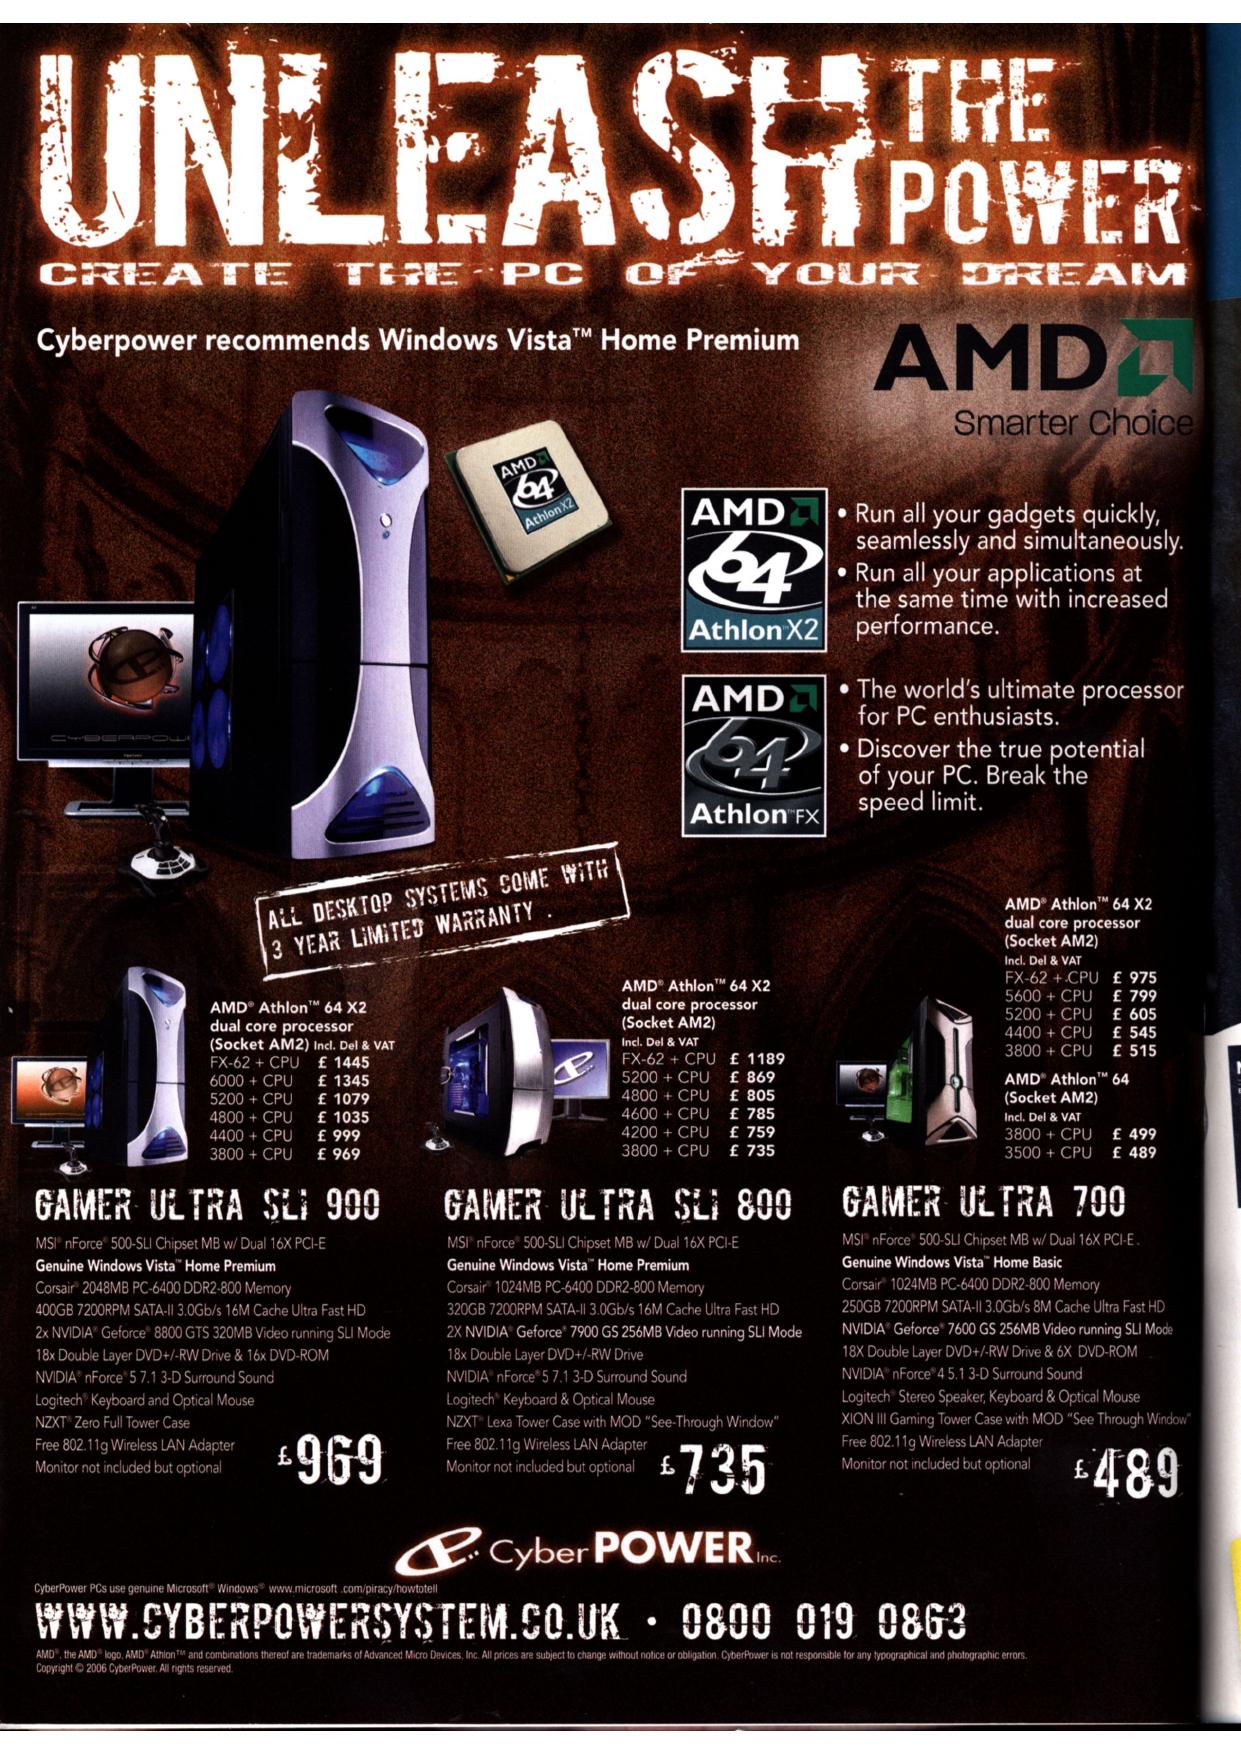 UNLEASH THE POWER
CREATE THE PC OF YOUR DREAM
Cyberpower recommends Windows Vista™ Home Premium
AMD
Smarter Choice
AMD
64
Athlon X2
AMD
64
Athlon™X2
• Run all your gadgets quickly,
seamlessly and simultaneously.
• Run all your applications at
the same time with increased
performance.
AMD
64
Athlon™FX
• The world's ultimate processor
for PC enthusiasts.
• Discover the true potential
of your PC. Break the
speed limit.
CYBERPOW
ALL DESKTOP SYSTEMS COME WITH
3 YEAR LIMITED WARRANTY .
AMD® Athlon™ 64 X2
dual core processor
(Socket AM2) Incl. Del & VAT
FX-62 + CPU £ 1445
6000 + CPU £ 1345
5200 + CPU £ 1079
4800 + CPU £ 1035
4400 + CPU £ 999
3800 + CPU £ 969
GAMER ULTRA SLI 900
MSI® nForce® 500-SLI Chipset MB w/ Dual 16X PCI-E
Genuine Windows Vista™ Home Premium
Corsair® 2048MB PC-6400 DDR2-800 Memory
400GB 7200RPM SATA-II 3.0Gb/s 16M Cache Ultra Fast HD
2x NVIDIA® Geforce® 8800 GTS 320MB Video running SLI Mode
18x Double Layer DVD+/-RW Drive & 16x DVD-ROM
NVIDIA® nForce® 5 7.1 3-D Surround Sound
Logitech® Keyboard and Optical Mouse
NZXT® Zero Full Tower Case
Free 802.11g Wireless LAN Adapter
Monitor not included but optional
£969
AMD® Athlon™ 64 X2
dual core processor
(Socket AM2)
Incl. Del & VAT
FX-62 + CPU £ 1189
5200 + CPU £ 869
4800 + CPU £ 805
4600 + CPU £ 785
4200 + CPU £ 759
3800 + CPU £ 735
GAMER ULTRA SLI 800
MSI® nForce® 500-SLI Chipset MB w/ Dual 16X PCI-E
Genuine Windows Vista™ Home Premium
Corsair® 1024MB PC-6400 DDR2-800 Memory
320GB 7200RPM SATA-II 3.0Gb/s 16M Cache Ultra Fast HD
2X NVIDIA® Geforce® 7900 GS 256MB Video running SLI Mode
18x Double Layer DVD+/-RW Drive
NVIDIA® nForce® 5 7.1 3-D Surround Sound
Logitech® Keyboard & Optical Mouse
NZXT® Lexa Tower Case with MOD "See-Through Window"
Free 802.11g Wireless LAN Adapter
Monitor not included but optional
£735
AMD® Athlon™ 64 X2
dual core processor
(Socket AM2)
Incl. Del & VAT
FX-62 + CPU £ 975
5600 + CPU £ 799
5200 + CPU £ 605
4400 + CPU £ 545
3800 + CPU £ 515
AMD® Athlon™ 64
(Socket AM2)
Incl. Del & VAT
3800 + CPU £ 499
3500 + CPU £ 489
GAMER ULTRA 700
MSI® nForce® 500-SLI Chipset MB w/ Dual 16X PCI-E.
Genuine Windows Vista™ Home Basic
Corsair® 1024MB PC-6400 DDR2-800 Memory
250GB 7200RPM SATA-II 3.0Gb/s 8M Cache Ultra Fast HD
NVIDIA® Geforce® 7600 GS 256MB Video running SLI Mode
18X Double Layer DVD+/-RW Drive & 6X DVD-ROM
NVIDIA® nForce® 4 5.1 3-D Surround Sound
Logitech® Stereo Speaker, Keyboard & Optical Mouse
XION III Gaming Tower Case with MOD "See Through Window"
Free 802.11g Wireless LAN Adapter
Monitor not included but optional
£489
CyberPOWER Inc.
CyberPower PCs use genuine Microsoft® Windows® www.microsoft .com/piracy/howtotell
WWW.CYBERPOWERSYSTEM.CO.UK • 0800 019 0863
AMD®, the AMD® logo, AMD® Athlon™ and combinations thereof are trademarks of Advanced Micro Devices, Inc. All prices are subject to change without notice or obligation. CyberPower is not responsible for any typographical and photographic errors.
Copyright © 2006 CyberPower. All rights reserved.